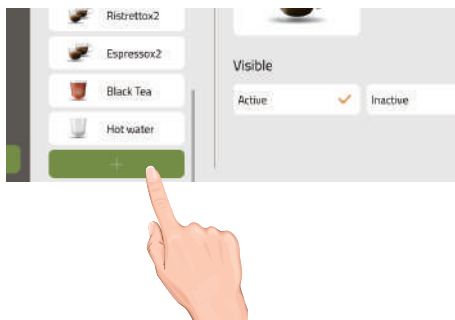 Ristrettox2
Espressox2
Black Tea
Hot water
+
Visible
Active
Inactive